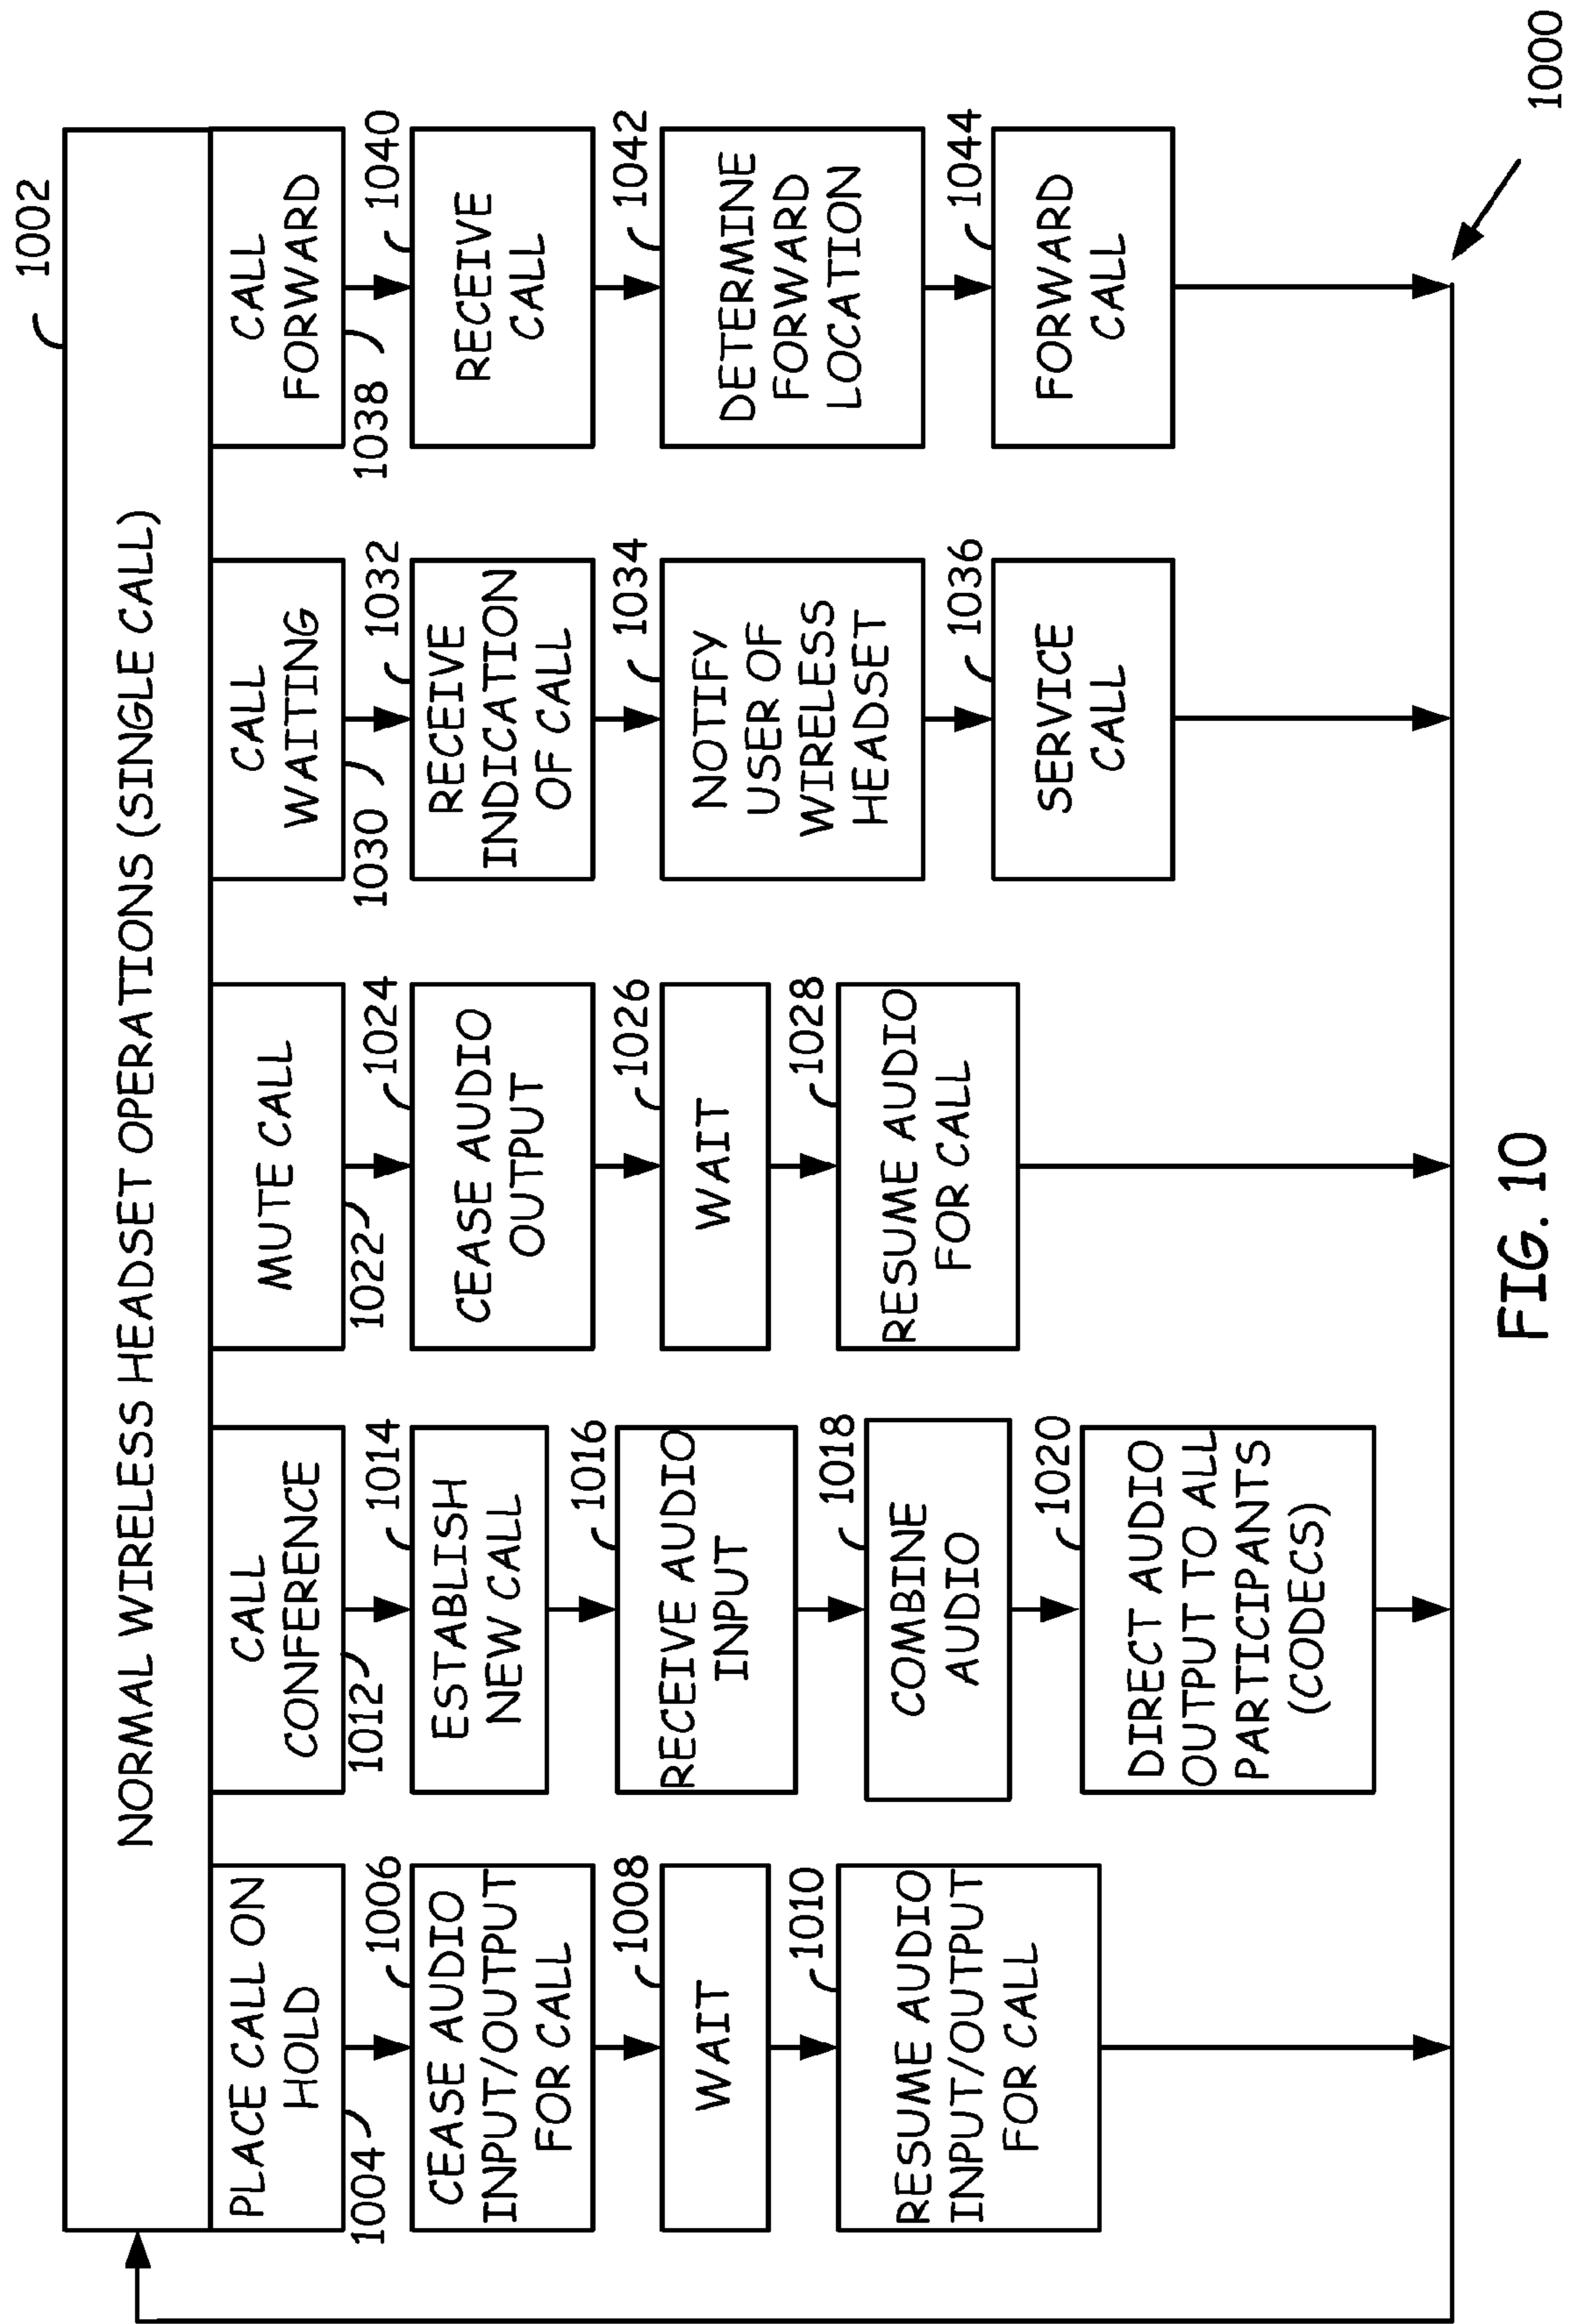 1002
NORMAL WIRELESS HEADSET OPERATIONS (SINGLE CALL)
PLACE CALL ON
HOLD
1004
1006
CEASE AUDIO
INPUT/OUTPUT
FOR CALL
1008
WAIT
1010
RESUME AUDIO
INPUT/OUTPUT
FOR CALL
CALL
CONFERENCE
1012
1014
ESTABLISH
NEW CALL
1016
RECEIVE AUDIO
INPUT
1018
COMBINE
AUDIO
1020
DIRECT AUDIO
OUTPUT TO ALL
PARTICIPANTS
(CODECS)
MUTE CALL
1022
1024
CEASE AUDIO
OUTPUT
1026
WAIT
1028
RESUME AUDIO
FOR CALL
CALL
WAITING
1030
1032
RECEIVE
INDICATION
OF CALL
1034
NOTIFY
USER OF
WIRELESS
HEADSET
1036
SERVICE
CALL
CALL
FORWARD
1038
1040
RECEIVE
CALL
1042
DETERMINE
FORWARD
LOCATION
1044
FORWARD
CALL
FIG. 10
1000